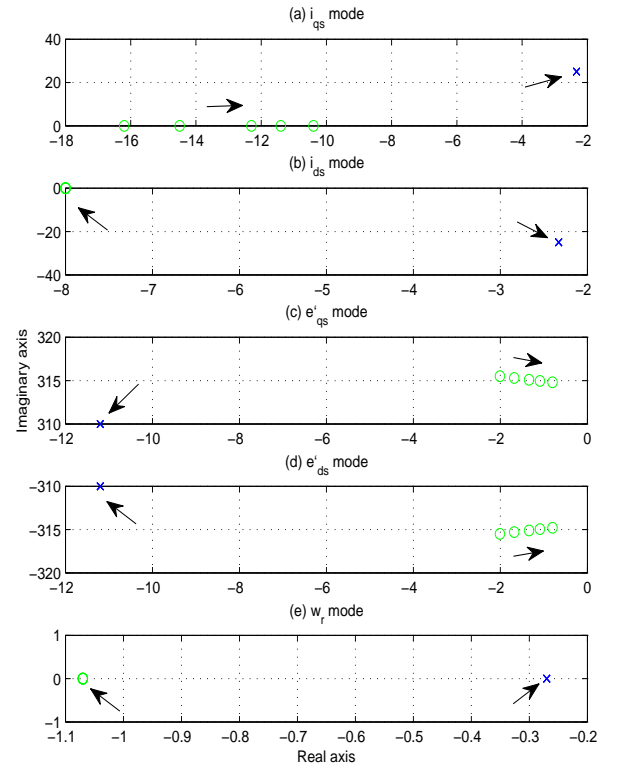 (a) i_qs mode
40
20
0
−18 −16 −14 −12 −10 −8 −6 −4 −2
(b) i_ds mode
0
−20
−40
−8 −7 −6 −5 −4 −3 −2
(c) e‘_qs mode
320
315
310
−12 −10 −8 −6 −4 −2 0
Imaginary axis
(d) e‘_ds mode
−310
−315
−320
−12 −10 −8 −6 −4 −2 0
(e) w_r mode
1
0
−1
−1.1 −1 −0.9 −0.8 −0.7 −0.6 −0.5 −0.4 −0.3 −0.2
Real axis